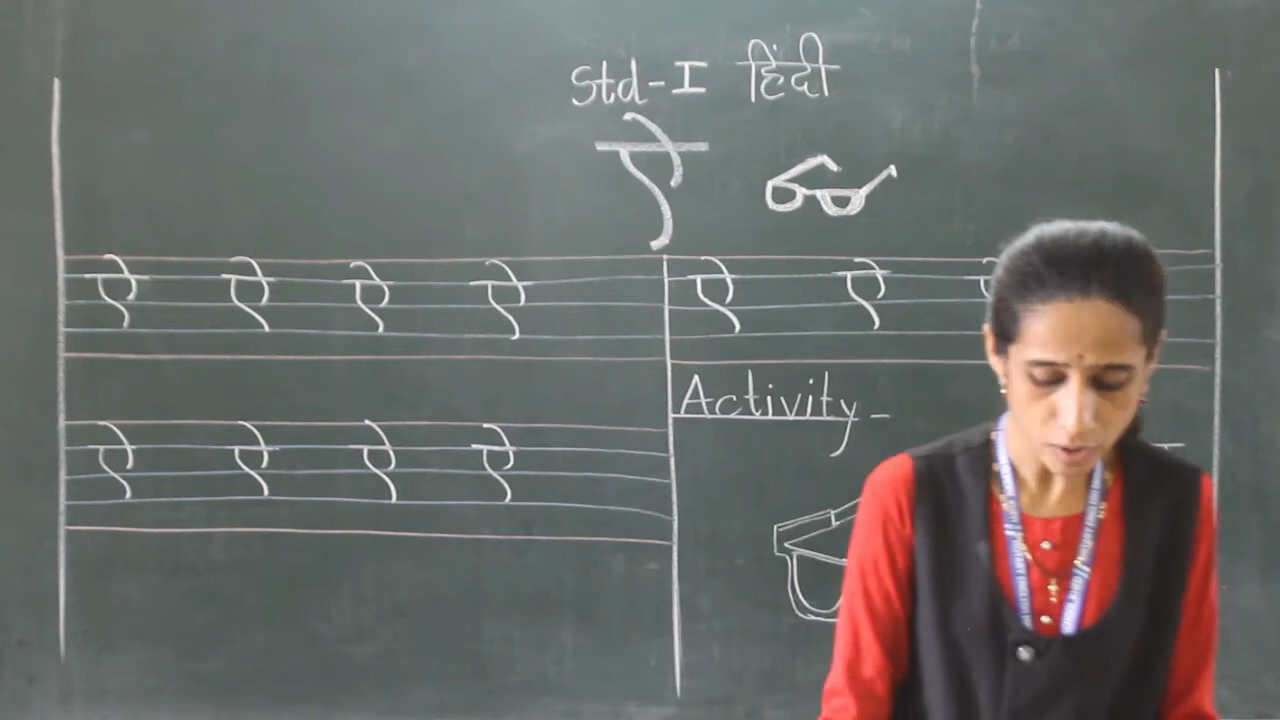 Std-I हिंदी
ऐ
ऐ ऐ ऐ ऐ
ऐ ऐ ऐ ऐ
ऐ ऐ
Activity -